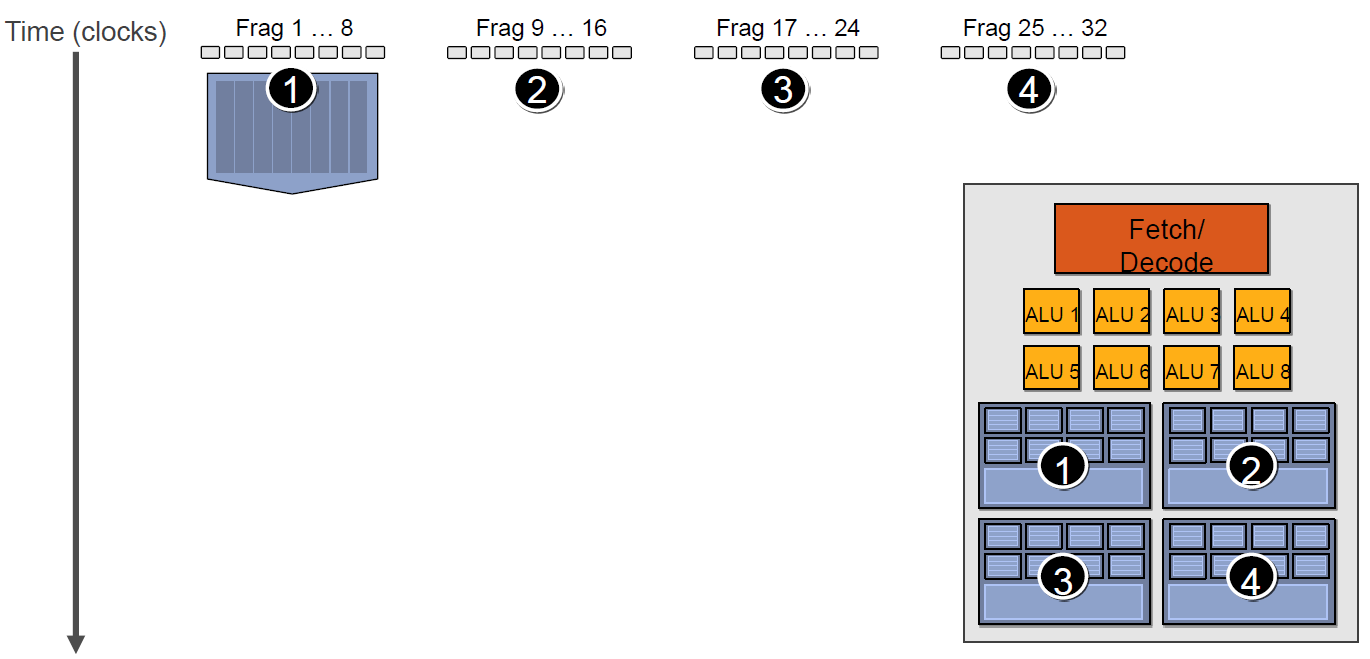 Time (clocks)
Frag 1 … 8
Frag 9 … 16
Frag 17 … 24
Frag 25 … 32
1
2
3
4
Fetch/
Decode
ALU 1
ALU 2
ALU 3
ALU 4
ALU 5
ALU 6
ALU 7
ALU 8
1
2
3
4